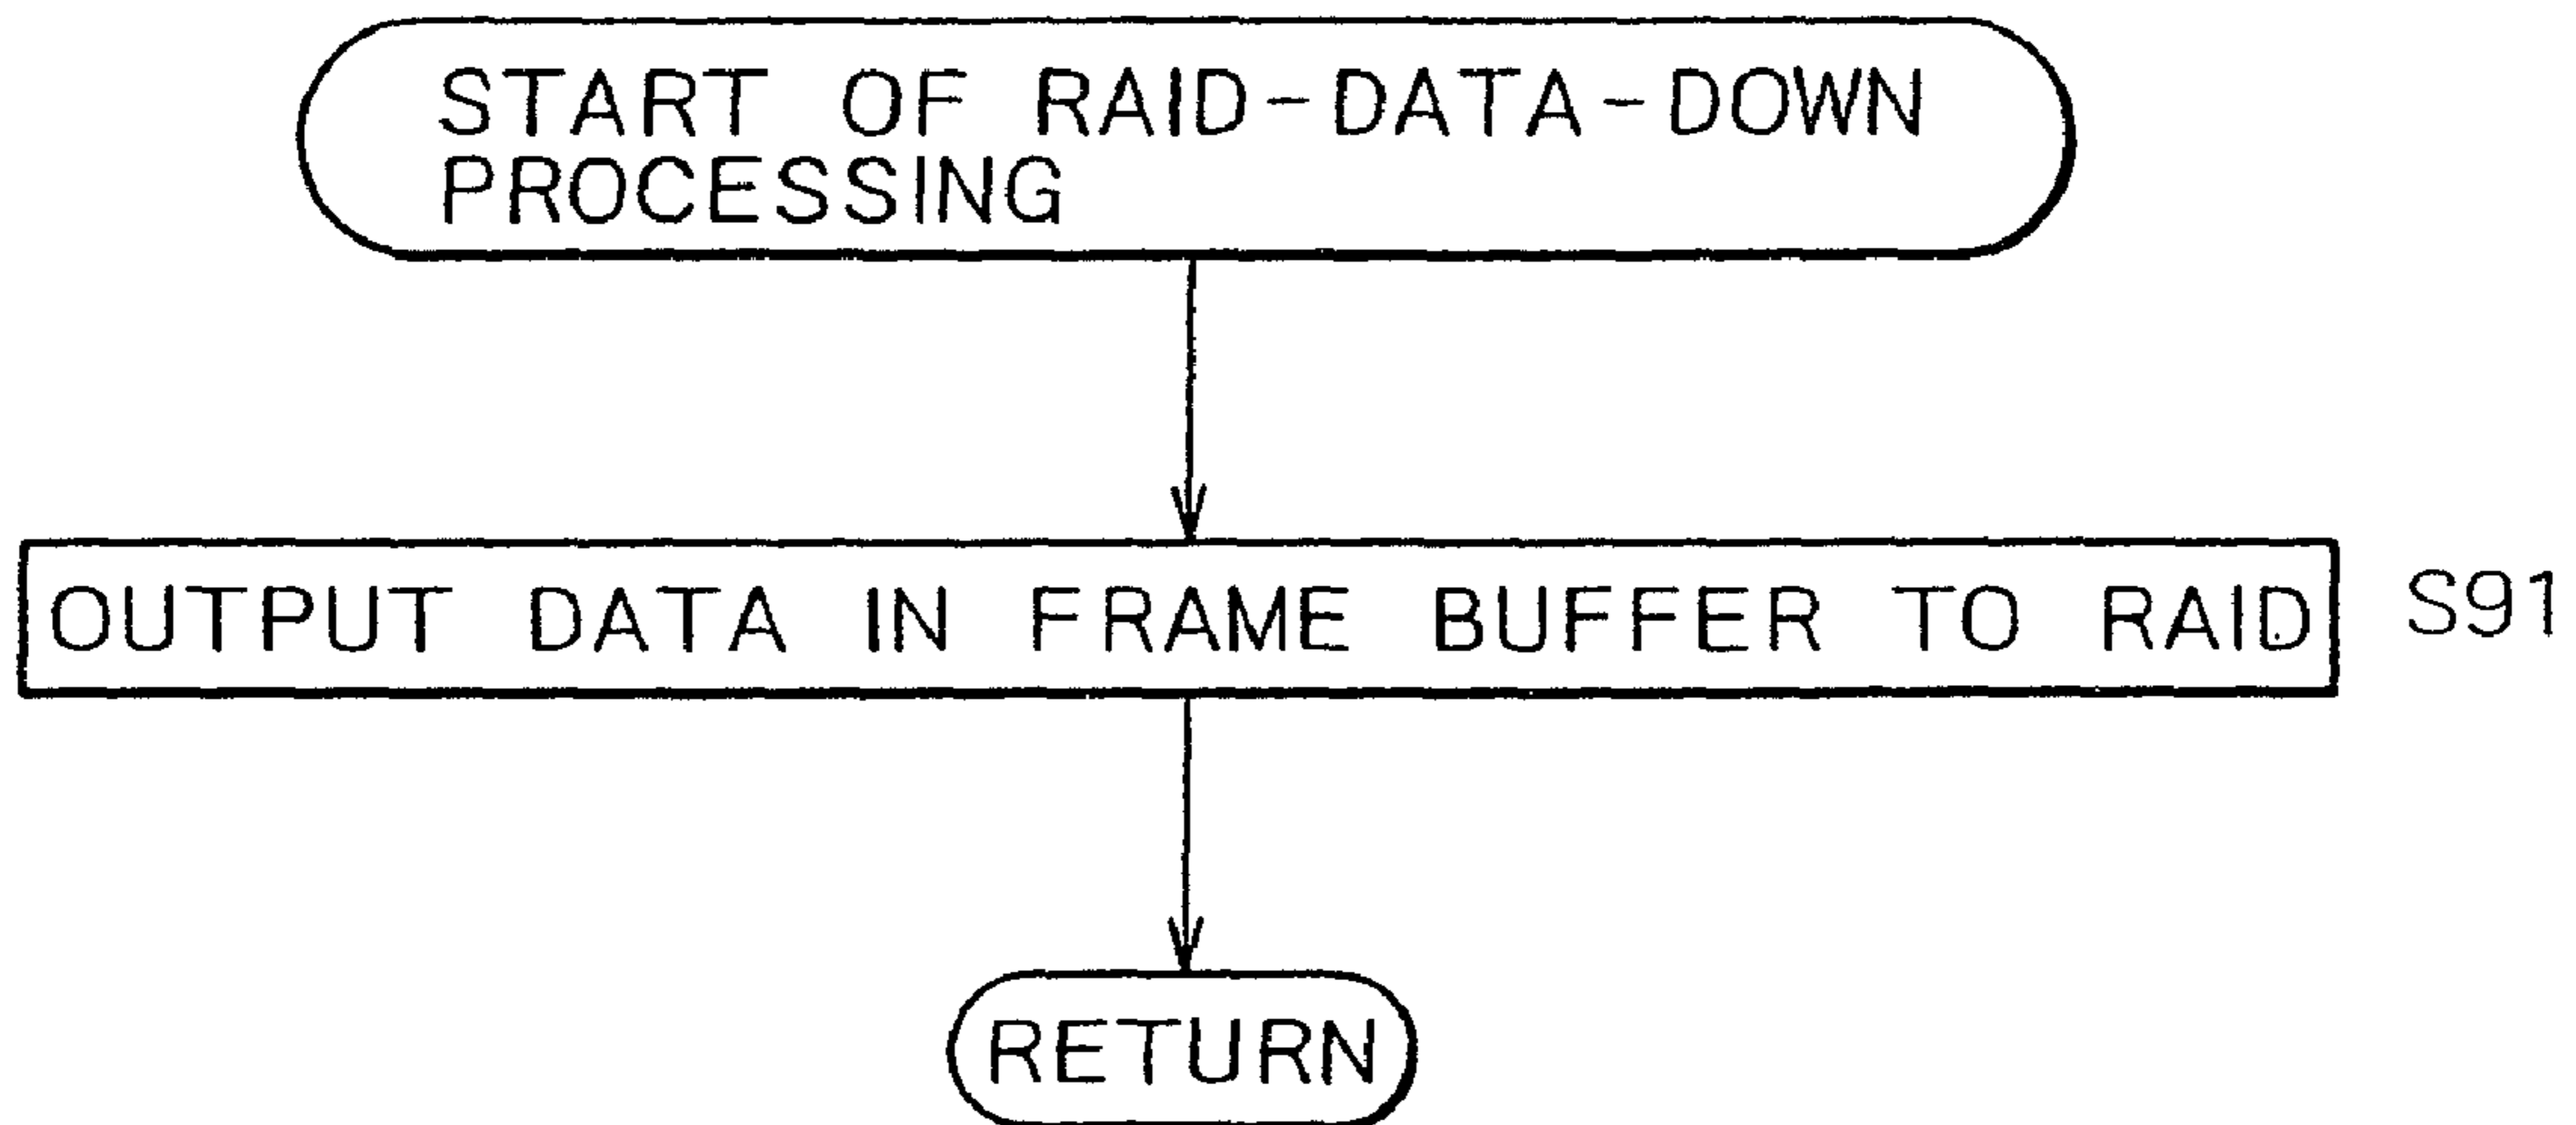 START OF RAID-DATA-DOWN
PROCESSING
OUTPUT DATA IN FRAME BUFFER TO RAID S91
RETURN